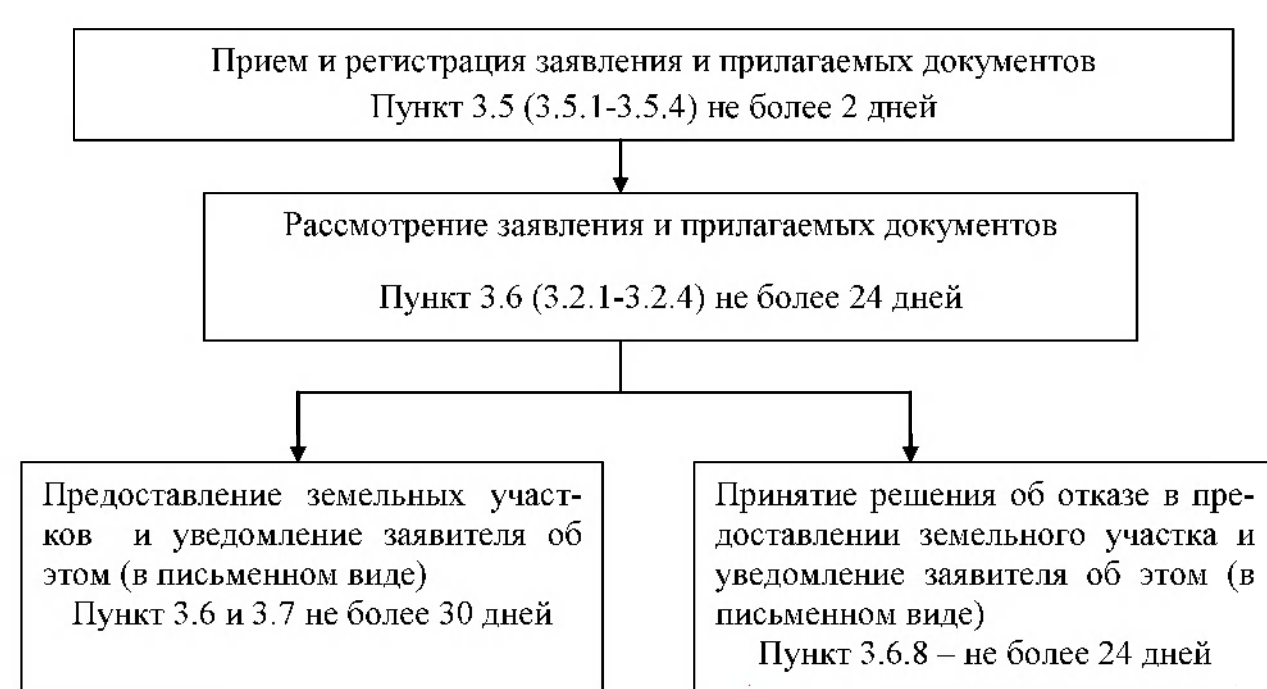 Прием и регистрация заявления и прилагаемых документов
Пункт 3.5 (3.5.1-3.5.4) не более 2 дней
Рассмотрение заявления и прилагаемых документов
Пункт 3.6 (3.2.1-3.2.4) не более 24 дней
Предоставление земельных участ-
ков и уведомление заявителя об
этом (в письменном виде)
Пункт 3.6 и 3.7 не более 30 дней
Принятие решения об отказе в пре-
доставлении земельного участка и
уведомление заявителя об этом (в
письменном виде)
Пункт 3.6.8 – не более 24 дней